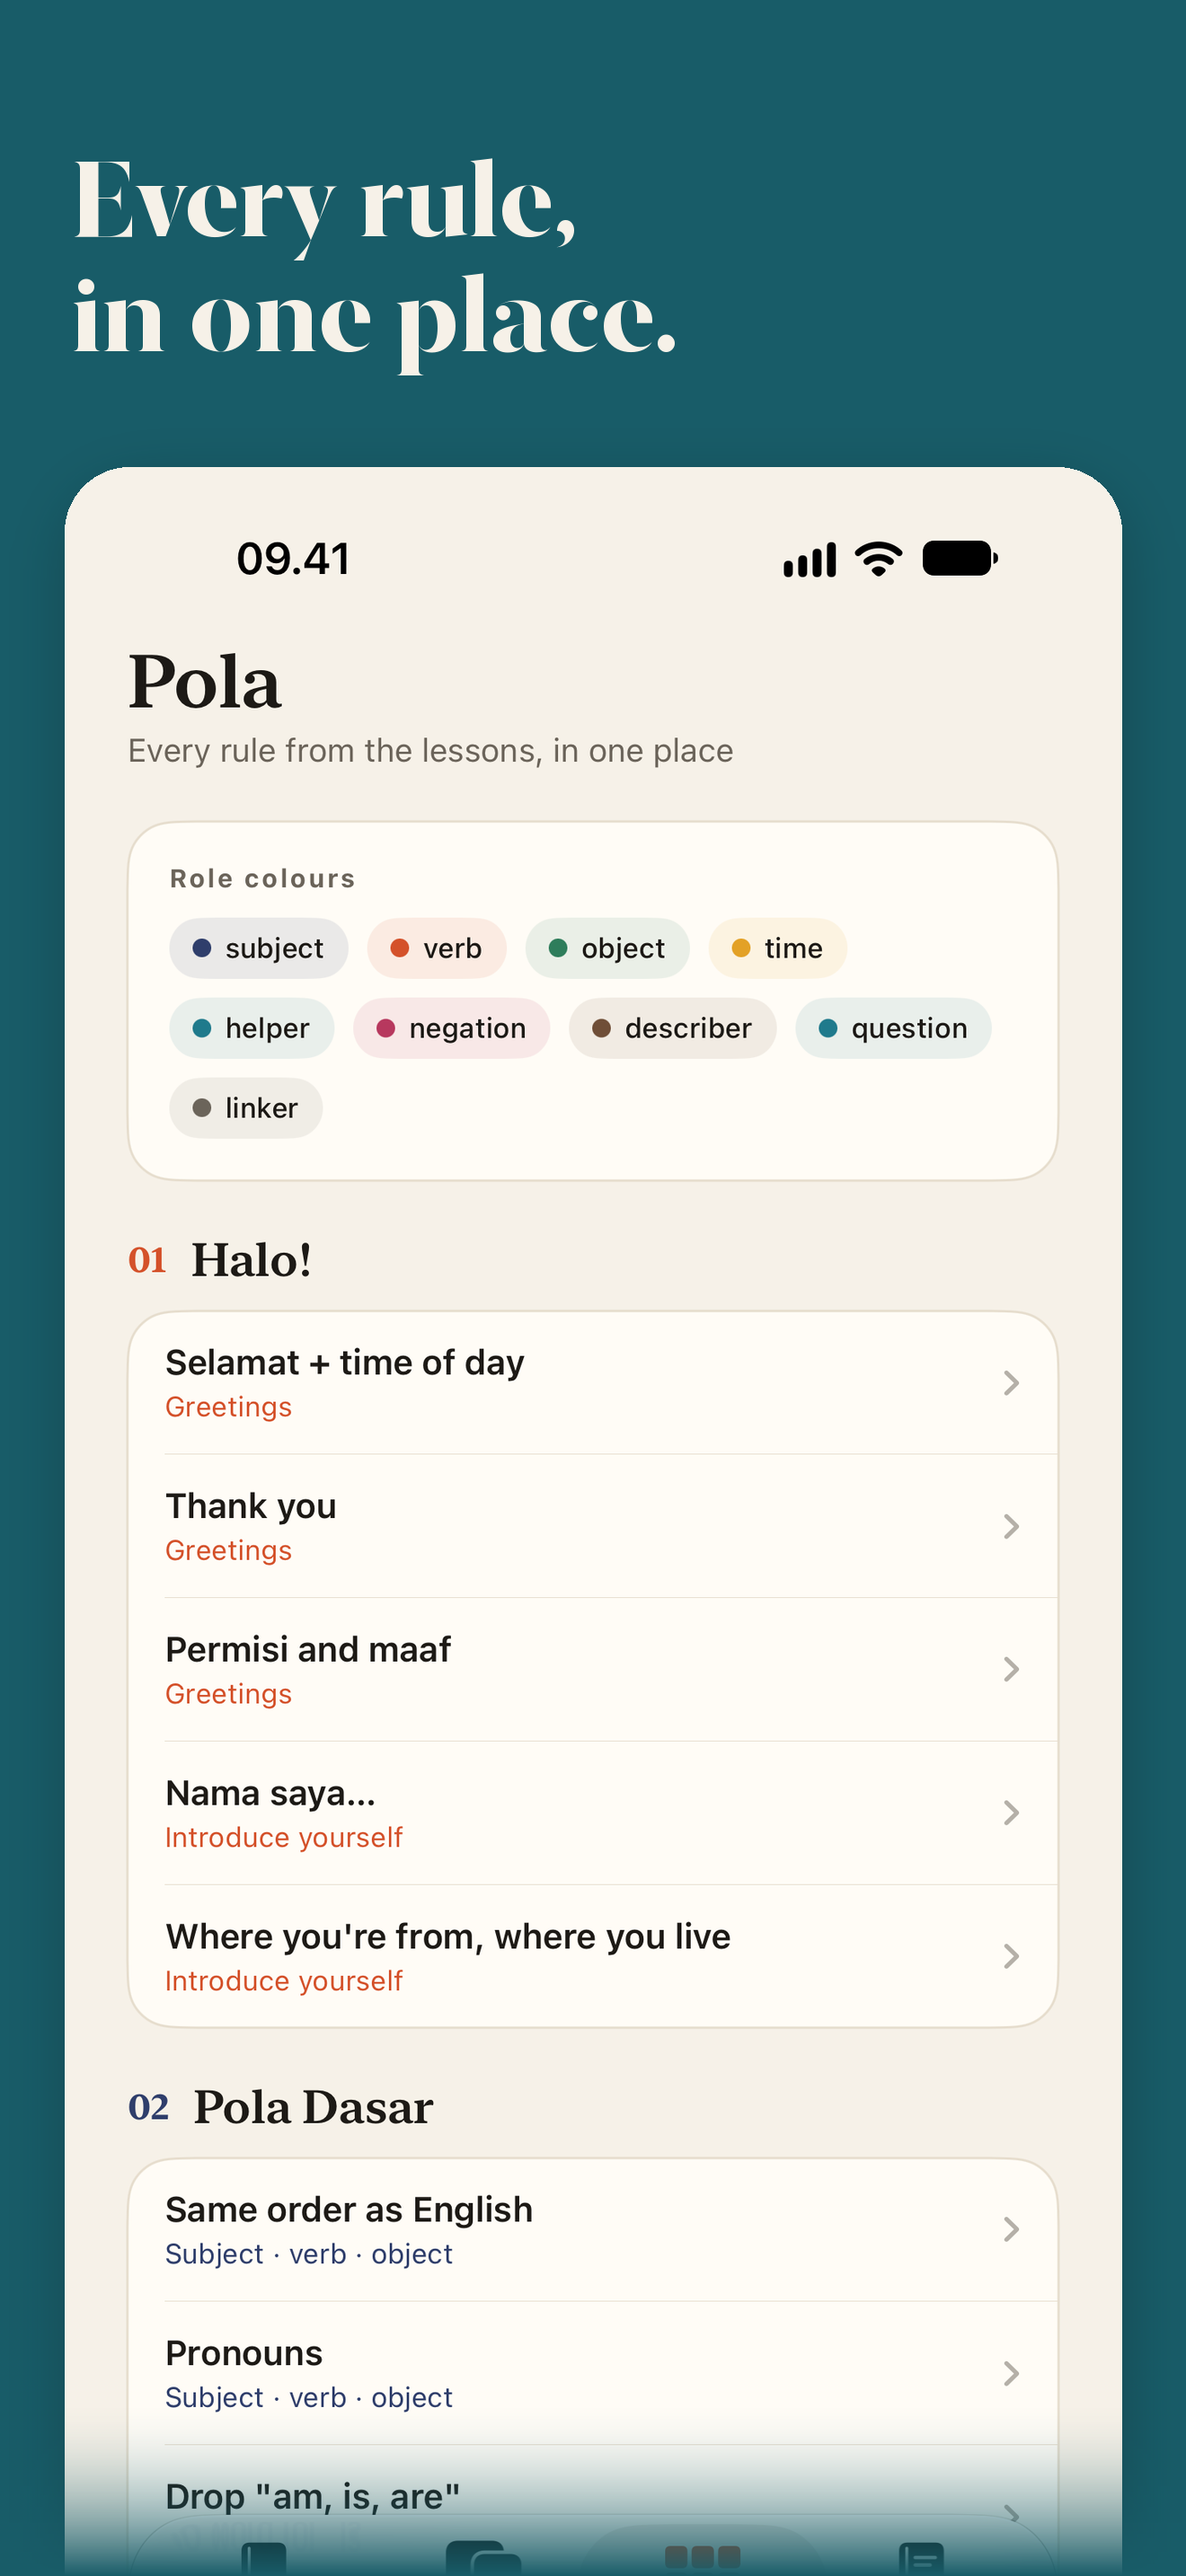 Every rule,
in one place.
09.41
Pola
Every rule from the lessons, in one place
Role colours
subject verb object time
helper negation describer question
linker
01 Halo!
Selamat + time of day
Greetings
Thank you
Greetings
Permisi and maaf
Greetings
Nama saya...
Introduce yourself
Where you're from, where you live
Introduce yourself
02 Pola Dasar
Same order as English
Subject · verb · object
Pronouns
Subject · verb · object
Drop "am, is, are"